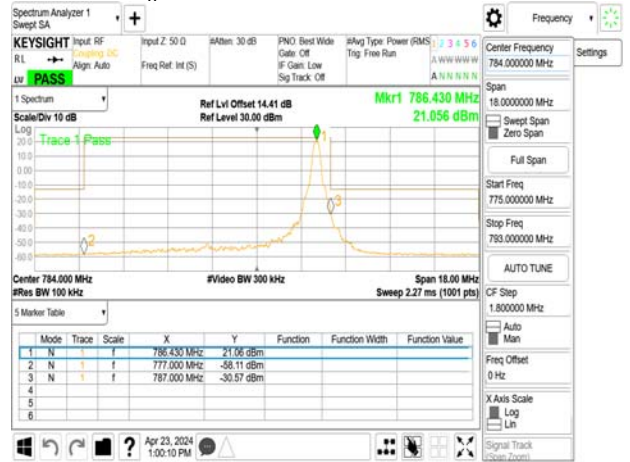 Spectrum Analyzer 1
Swept SA
+
Frequency
KEYSIGHT
RL
LV PASS
Input: RF
Coupling: DC
Align: Auto
Input Z: 50 Ω
Freq Ref: Int (S)
#Atten: 30 dB
PNO: Best Wide
Gate: Off
IF Gain: Low
Sig Track: Off
#Avg Type: Power (RMS
Trig: Free Run
1 2 3 4 5 6
A W W W W W
A N N N N N
Center Frequency
784.000000 MHz
Settings
Span
18.0000000 MHz
Swept Span
Zero Span
Full Span
Start Freq
775.000000 MHz
Stop Freq
793.000000 MHz
AUTO TUNE
CF Step
1.800000 MHz
Auto
Man
Freq Offset
0 Hz
X Axis Scale
Log
Lin
Signal Track
(Span Zoom)
1 Spectrum
Scale/Div 10 dB
Ref Lvl Offset 14.41 dB
Ref Level 30.00 dBm
Mkr1 786.430 MHz
21.056 dBm
Log
Trace 1 Pass
20.0
10.0
0.00
-10.0
-20.0
-30.0
-40.0
-50.0
-60.0
1
2
3
Center 784.000 MHz
#Video BW 300 kHz
Span 18.00 MHz
#Res BW 100 kHz
Sweep 2.27 ms (1001 pts)
5 Marker Table
Mode Trace Scale X Y Function Function Width Function Value
1 N 1 f 786.430 MHz 21.06 dBm
2 N 1 f 777.000 MHz -58.11 dBm
3 N 1 f 787.000 MHz -30.57 dBm
4
5
6
?
Apr 23, 2024
1:00:10 PM